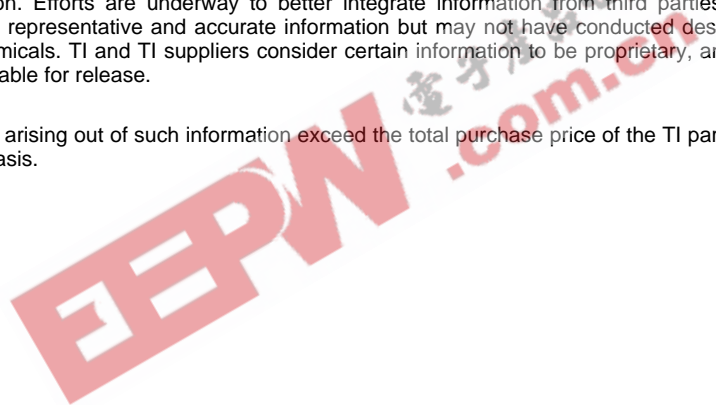 on. Efforts are underway to better integrate information from third parties
representative and accurate information but may not have conducted des
micals. TI and TI suppliers consider certain information to be proprietary, ar
able for release.
arising out of such information exceed the total purchase price of the TI par
asis.
EEPW
.com.cn